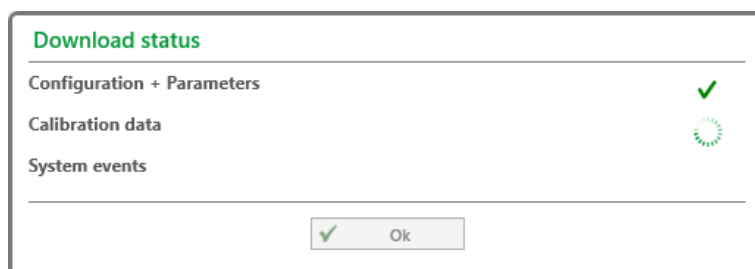 Download status
Configuration + Parameters
Calibration data
System events
Ok